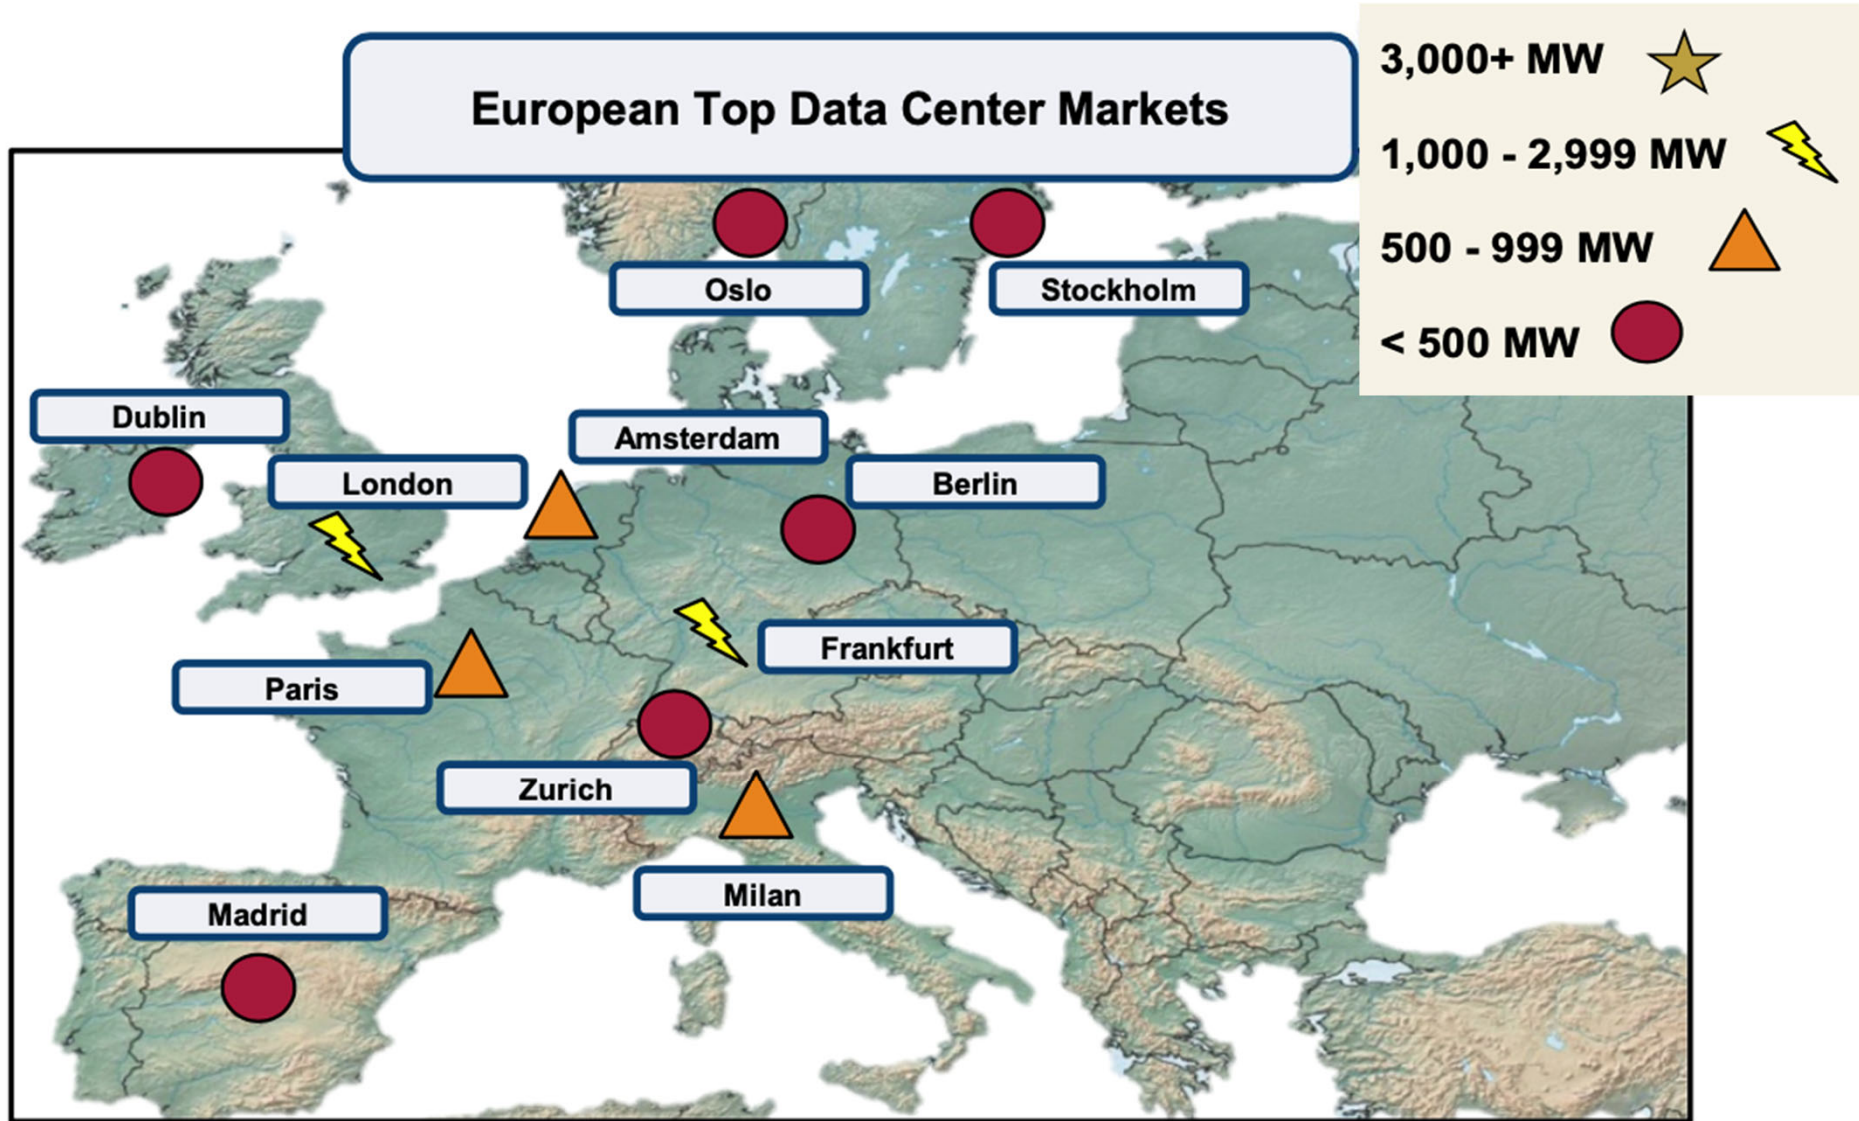 European Top Data Center Markets
3,000+ MW
1,000 - 2,999 MW
500 - 999 MW
< 500 MW
Oslo
Stockholm
Dublin
Amsterdam
London
Berlin
Frankfurt
Paris
Zurich
Milan
Madrid